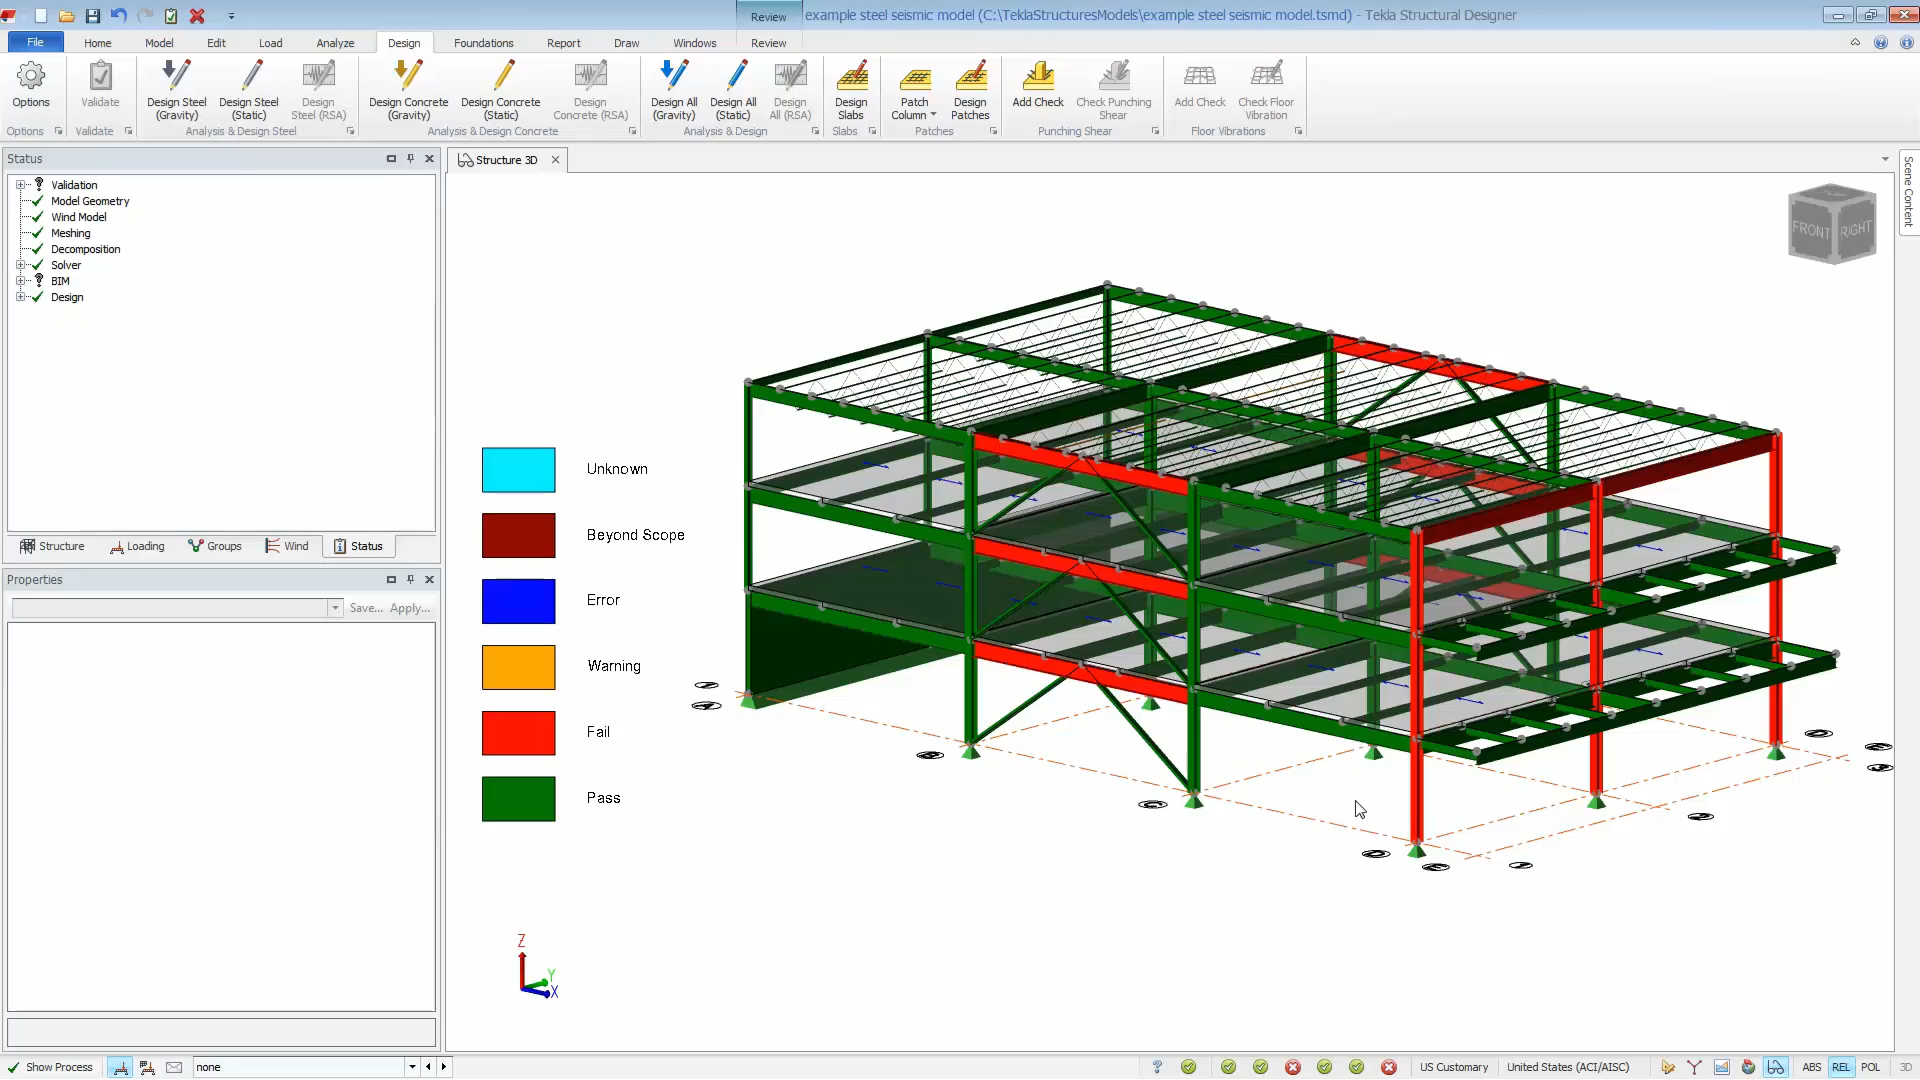 Review
example steel seismic model (C:\TeklaStructuresModels\example steel seismic model.tsmd) - Tekla Structural Designer
File Home Model Edit Load Analyze Design Foundations Report Draw Windows Review
Options Validate Design Steel (Gravity) Design Steel (Static) Design Steel (RSA) Design Concrete (Gravity) Design Concrete (Static) Design Concrete (RSA) Design All (Gravity) Design All (Static) Design All (RSA) Design Slabs Patch Column Design Patches Add Check Check Punching Shear Add Check Check Floor Vibration
Options Validate Analysis & Design Steel Analysis & Design Concrete Analysis & Design Slabs Patches Punching Shear Floor Vibrations
Status
Structure 3D
Scene Content
Validation
Model Geometry
Wind Model
Meshing
Decomposition
Solver
BIM
Design
FRONT RIGHT
Unknown
Beyond Scope
Error
Warning
Fail
Pass
Structure Loading Groups Wind Status
Properties
Save... Apply...
Z
Y
X
Show Process none US Customary United States (ACI/AISC) ABS REL POL 3D